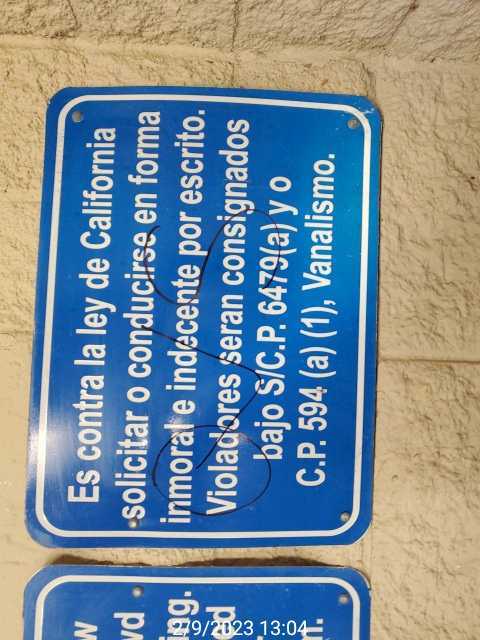 Es contra la ley de California
solicitar o conducirse en forma
inmoral e indecente por escrito.
Violadores seran consignados
bajo S/C.P. 6479(a) y o
C.P. 594 (a) (1), Vanalismo.
2/9/2023 13:04